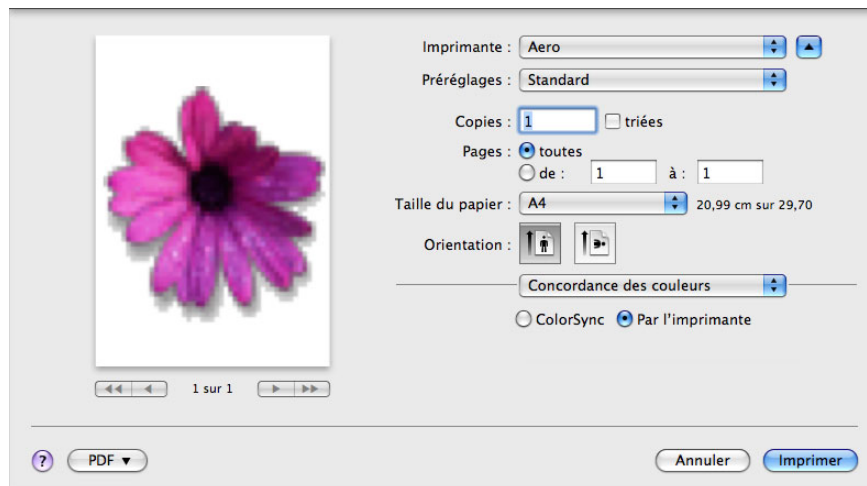 Imprimante : Aero
Préréglages : Standard
Copies : 1 triées
Pages : toutes
de : 1 à : 1
Taille du papier : A4 20,99 cm sur 29,70
Orientation :
Concordance des couleurs
ColorSync Par l'imprimante
1 sur 1
? PDF Annuler Imprimer